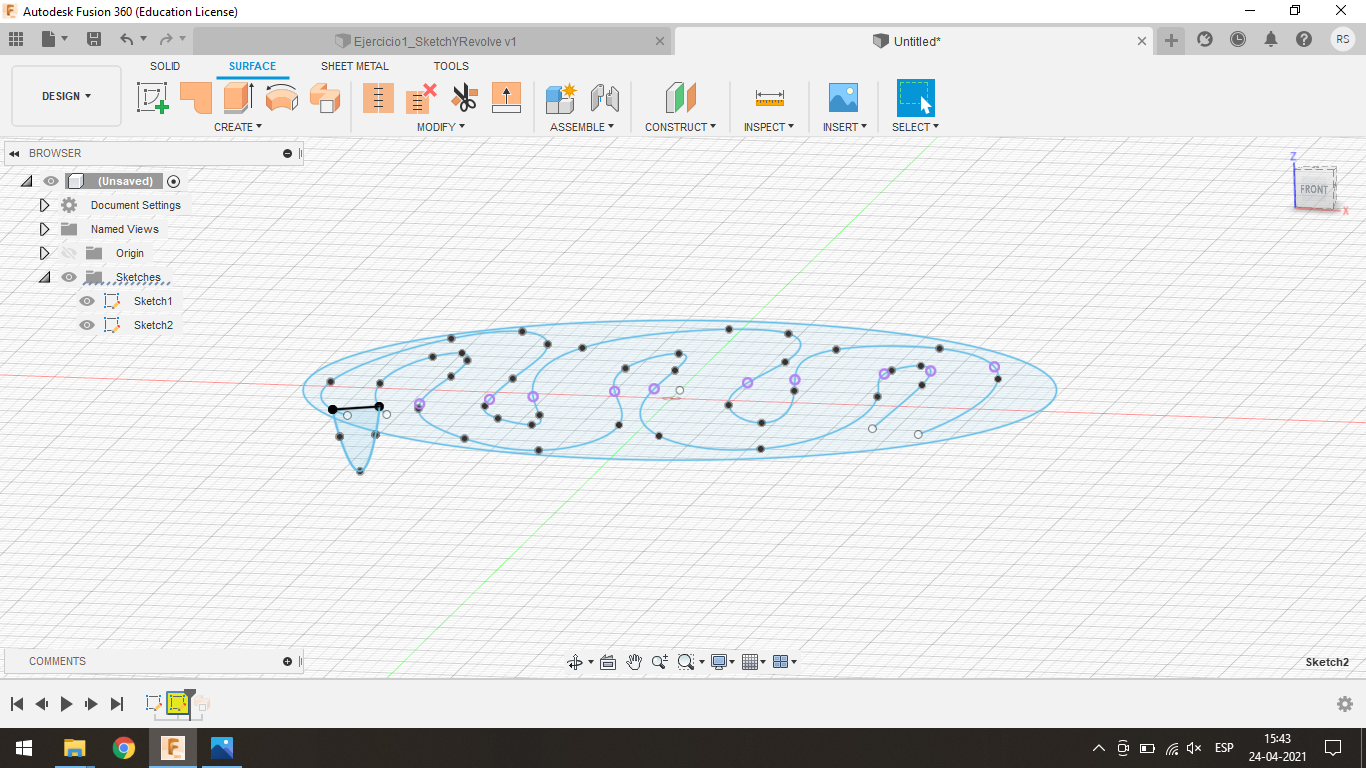 Autodesk Fusion 360 (Education License)
Ejercicio1_SketchYRevolve v1
Untitled*
RS
SOLID SURFACE SHEET METAL TOOLS
DESIGN
CREATE MODIFY ASSEMBLE CONSTRUCT INSPECT INSERT SELECT
BROWSER
(Unsaved)
Document Settings
Named Views
Origin
Sketches
Sketch1
Sketch2
Z
FRONT
X
COMMENTS
Sketch2
ESP
15:43
24-04-2021